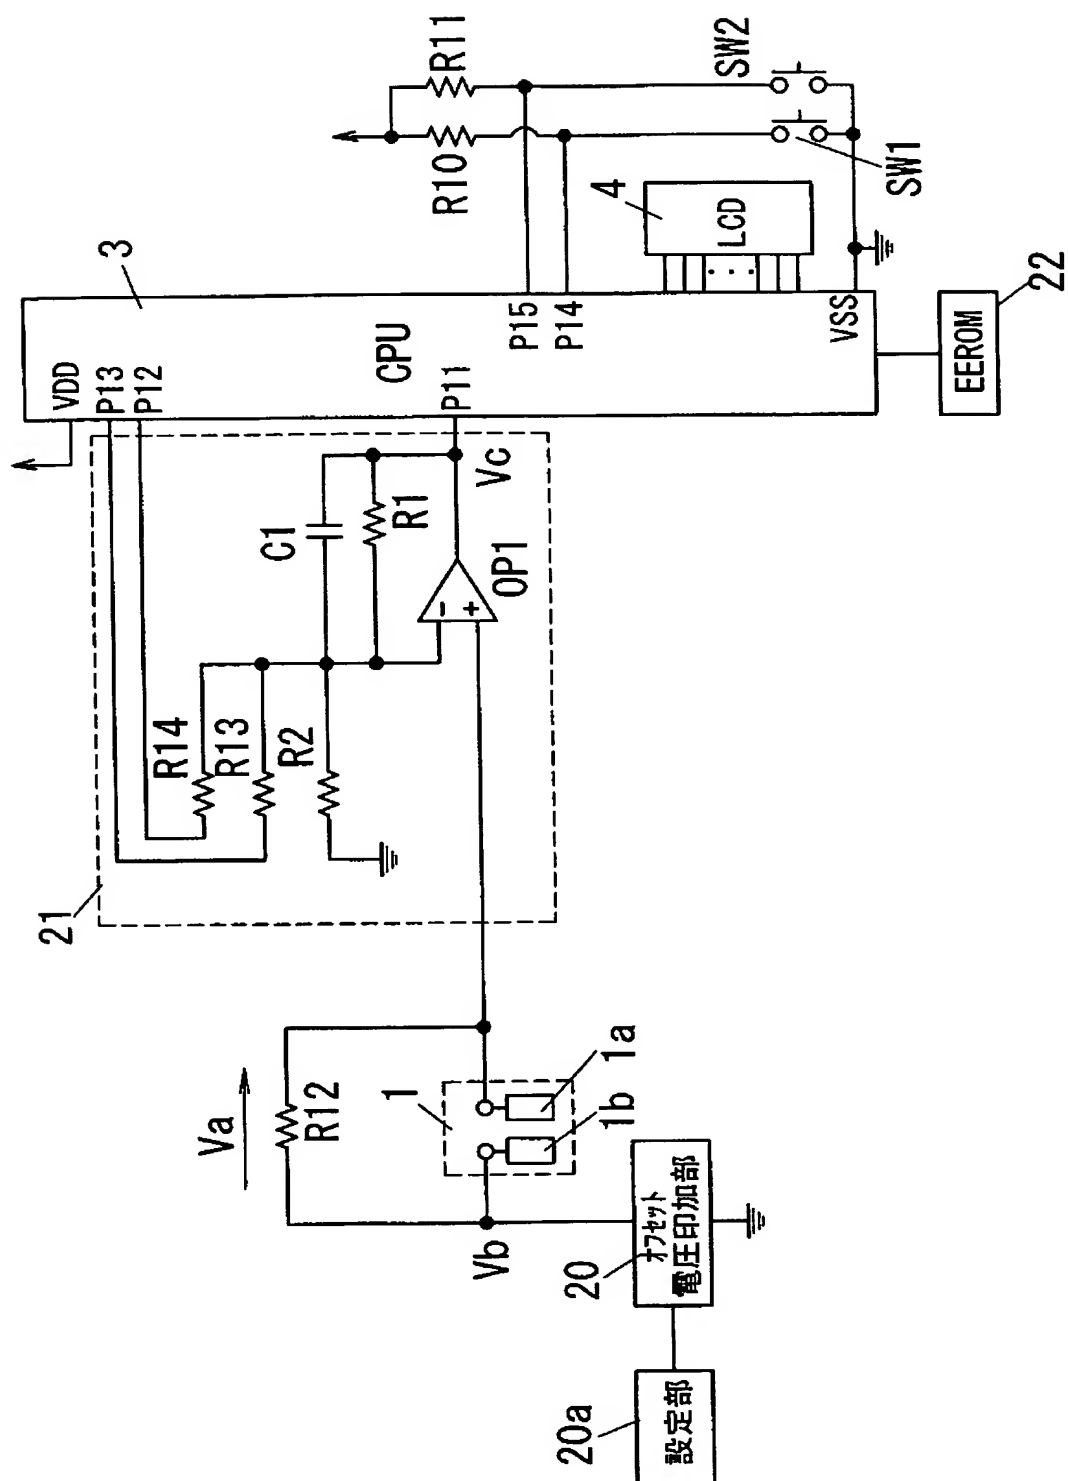 3
VDD
P13
P12
CPU
P11
P15
P14
VSS
R11
R10
SW2
SW1
4
LCD
EEROM
22
21
C1
R1
Vc
OP1
-
+
R14
R13
R2
Va
R12
1
1a
1b
Vb
20
オフセット
電圧印加部
20a
設定部